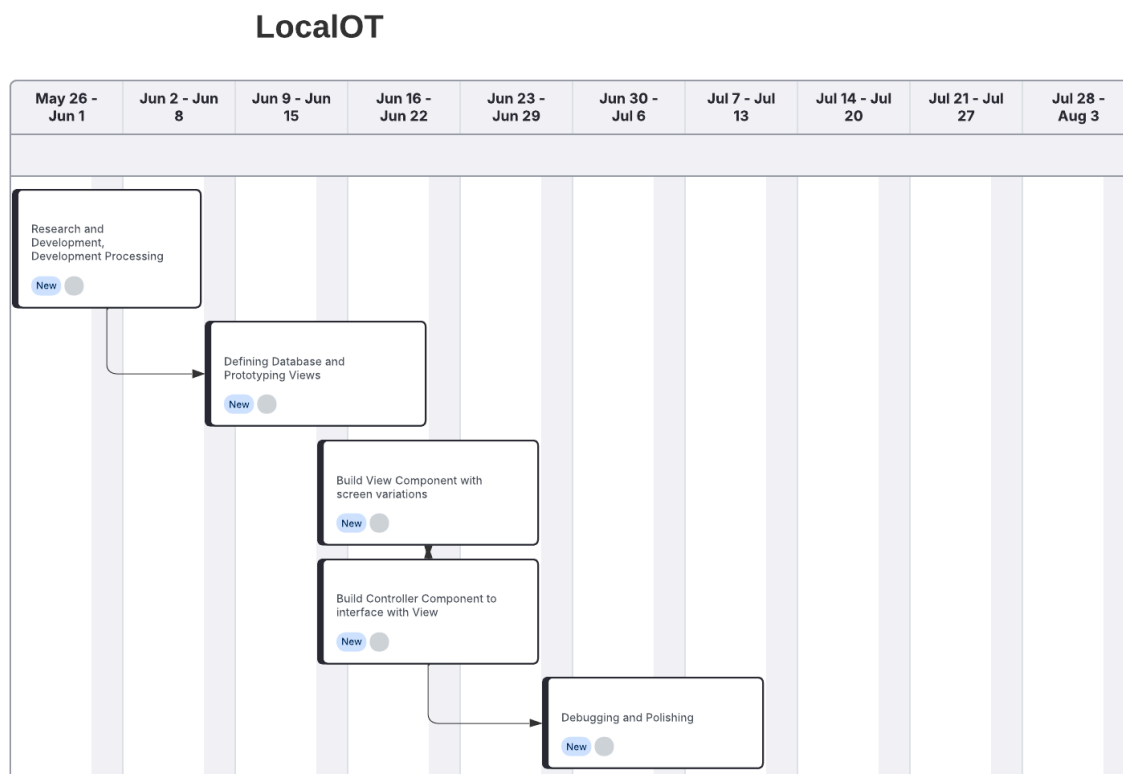 LocalOT
May 26 -
Jun 1
Jun 2 - Jun
8
Jun 9 - Jun
15
Jun 16 -
Jun 22
Jun 23 -
Jun 29
Jun 30 -
Jul 6
Jul 7 - Jul
13
Jul 14 - Jul
20
Jul 21 - Jul
27
Jul 28 -
Aug 3
Research and
Development,
Development Processing
New
Defining Database and
Prototyping Views
New
Build View Component with
screen variations
New
Build Controller Component to
interface with View
New
Debugging and Polishing
New